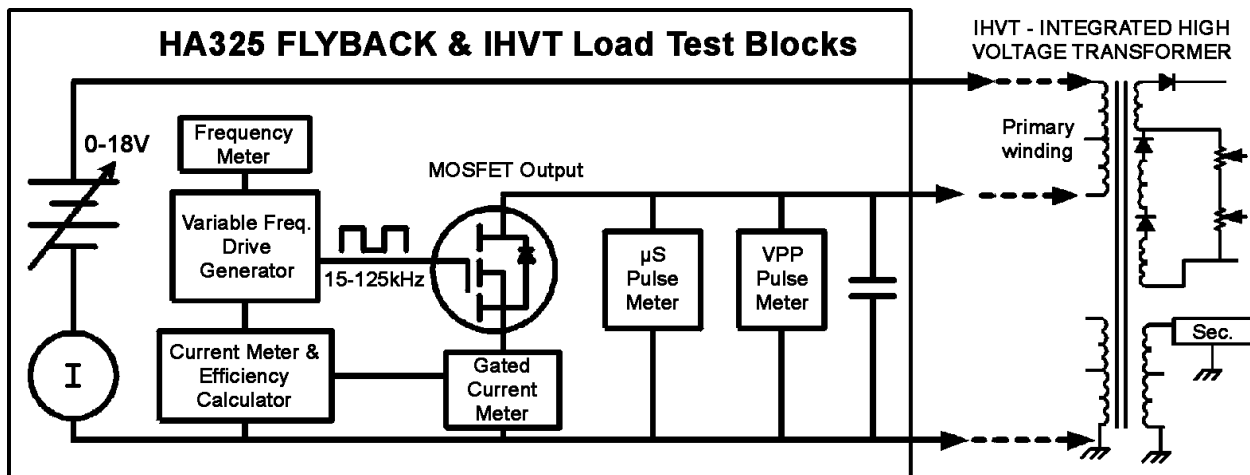 HA325 FLYBACK & IHVT Load Test Blocks
IHVT - INTEGRATED HIGH
VOLTAGE TRANSFORMER
0-18V
Frequency
Meter
MOSFET Output
Primary
winding
Variable Freq.
Drive
Generator
15-125kHz
µS
Pulse
Meter
VPP
Pulse
Meter
Current Meter &
Efficiency
Calculator
Gated
Current
Meter
I
Sec.